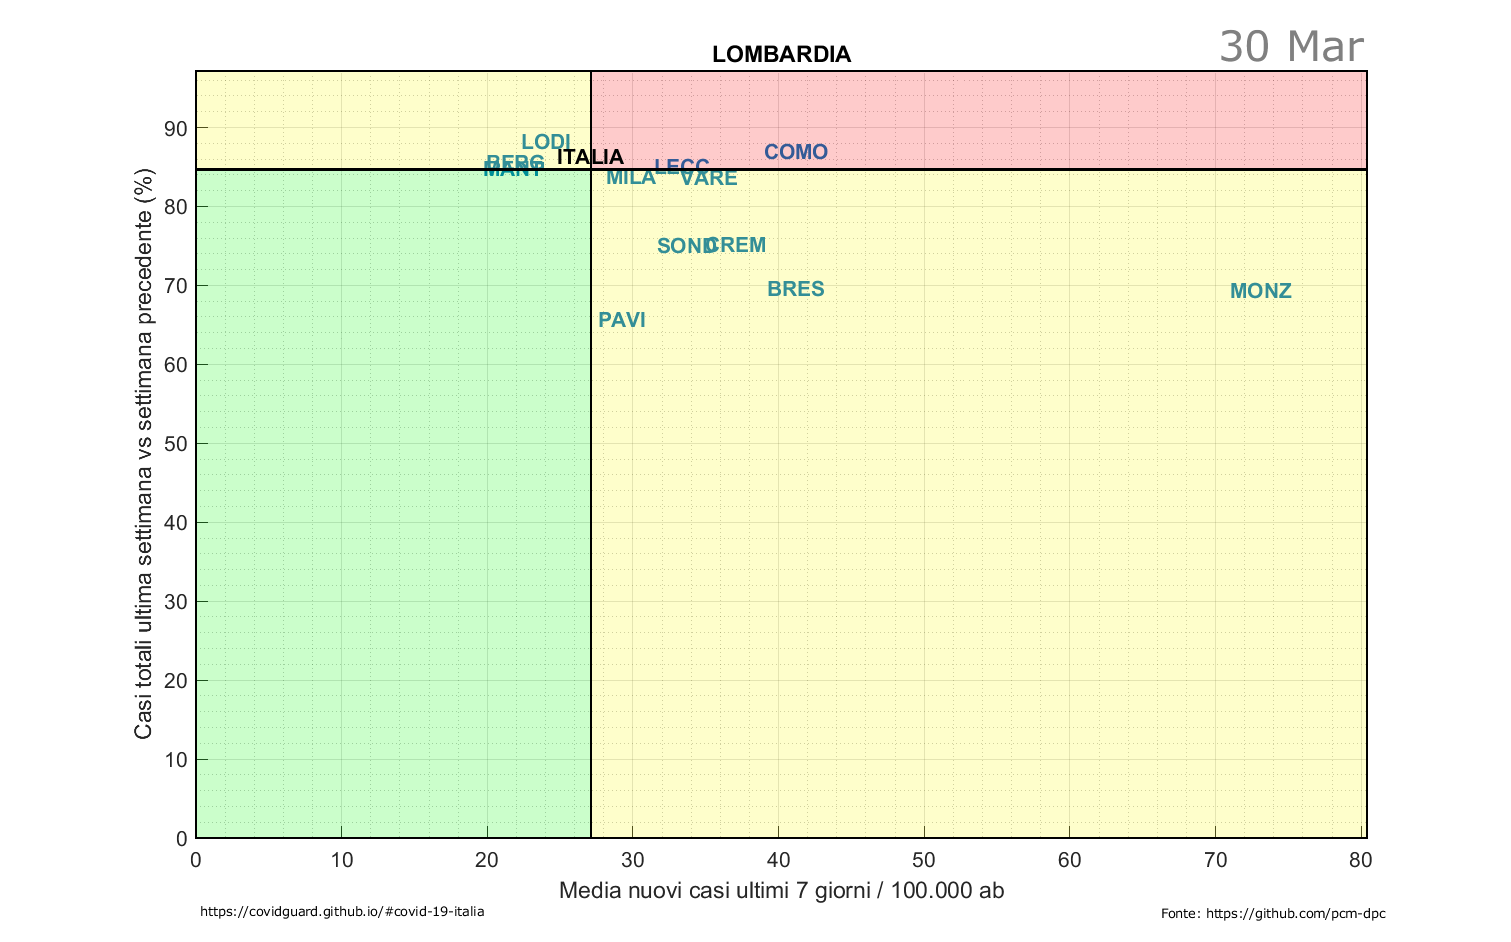 30 Mar
LOMBARDIA
Casi totali ultima settimana vs settimana precedente (%)
90
80
70
60
50
40
30
20
10
0
LODI
BERG
ITALIA
MANT
COMO
LECC
MILA
VARE
SOND
CREM
BRES
MONZ
PAVI
0 10 20 30 40 50 60 70 80
Media nuovi casi ultimi 7 giorni / 100.000 ab
https://covidguard.github.io/#covid-19-italia
Fonte: https://github.com/pcm-dpc